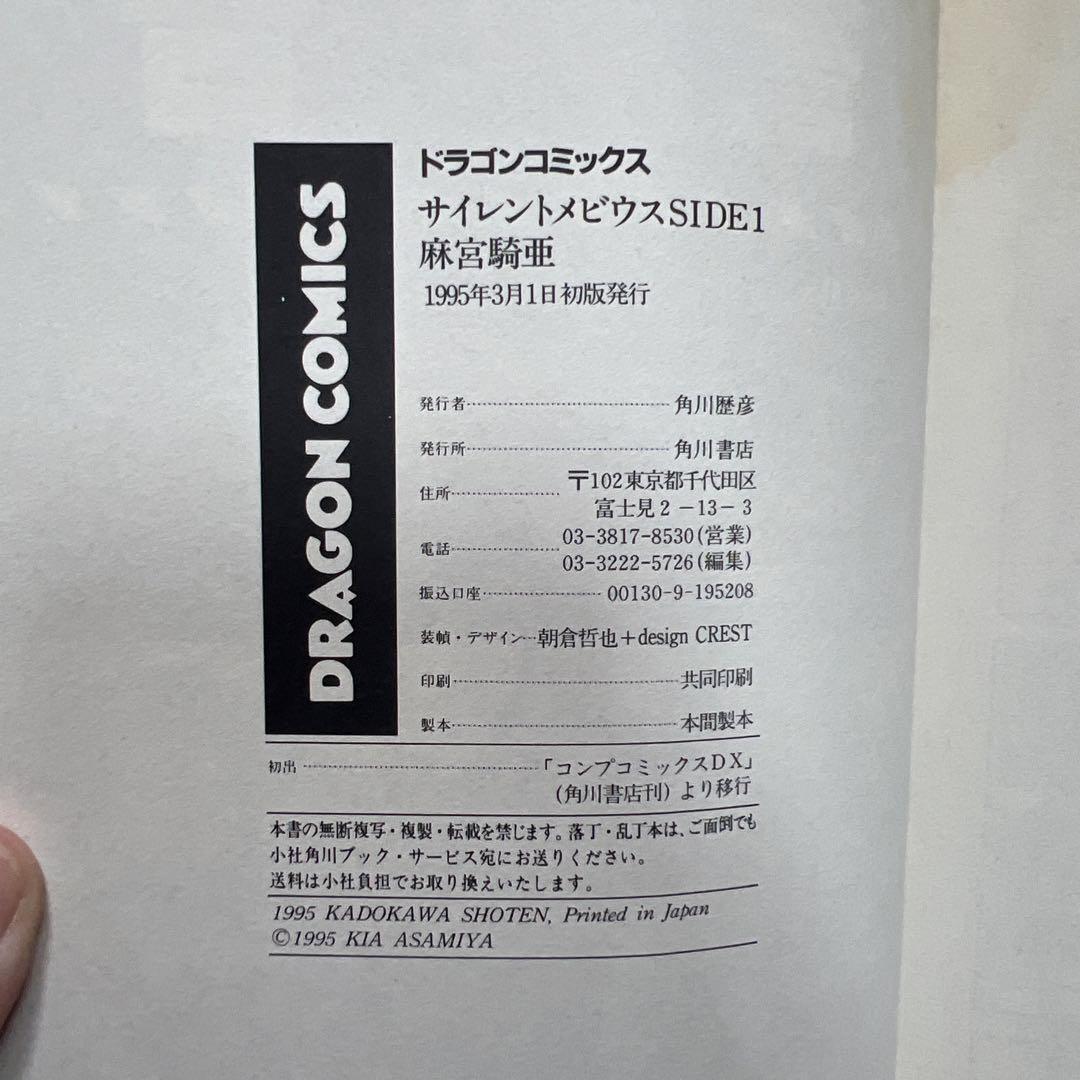 DRAGON COMICS
ドラゴンコミックス
サイレントメビウスSIDE1
麻宮騎亜
1995年3月1日初版発行
発行者……………………角川歴彦
発行所……………………角川書店
住所…………〒102東京都千代田区
富士見2-13-3
電話…………03-3817-8530(営業)
03-3222-5726(編集)
振込口座…………00130-9-195208
装幀・デザイン…朝倉哲也+design CREST
印刷……………………共同印刷
製本……………………本間製本
初出……………………「コンプコミックスDX」
(角川書店刊)より移行
本書の無断複写・複製・転載を禁じます。落丁・乱丁本は、ご面倒でも
小社角川ブック・サービス宛にお送りください。
送料は小社負担でお取り換えいたします。
1995 KADOKAWA SHOTEN, Printed in Japan
©1995 KIA ASAMIYA